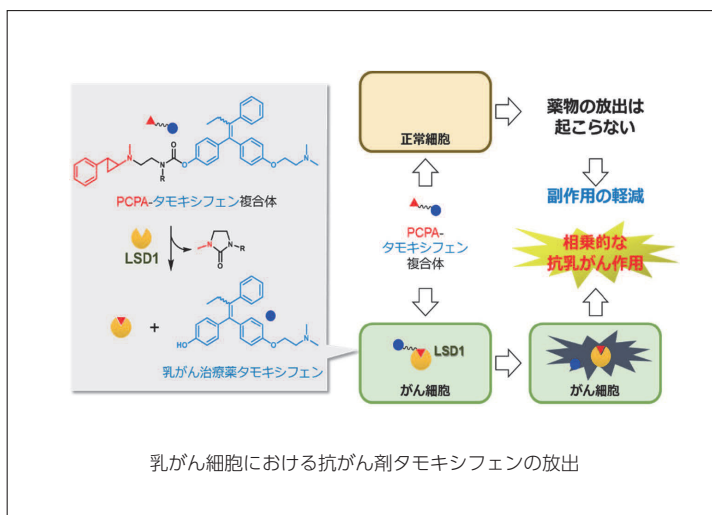 N
N
R
O
O
O
N
PCPA-タモキシフェン複合体
LSD1
N
N
R
O
+
HO
O
N
乳がん治療薬タモキシフェン
正常細胞
薬物の放出は
起こらない
副作用の軽減
PCPA-
タモキシフェン
複合体
相乗的な
抗乳がん作用
LSD1
がん細胞
がん細胞
乳がん細胞における抗がん剤タモキシフェンの放出